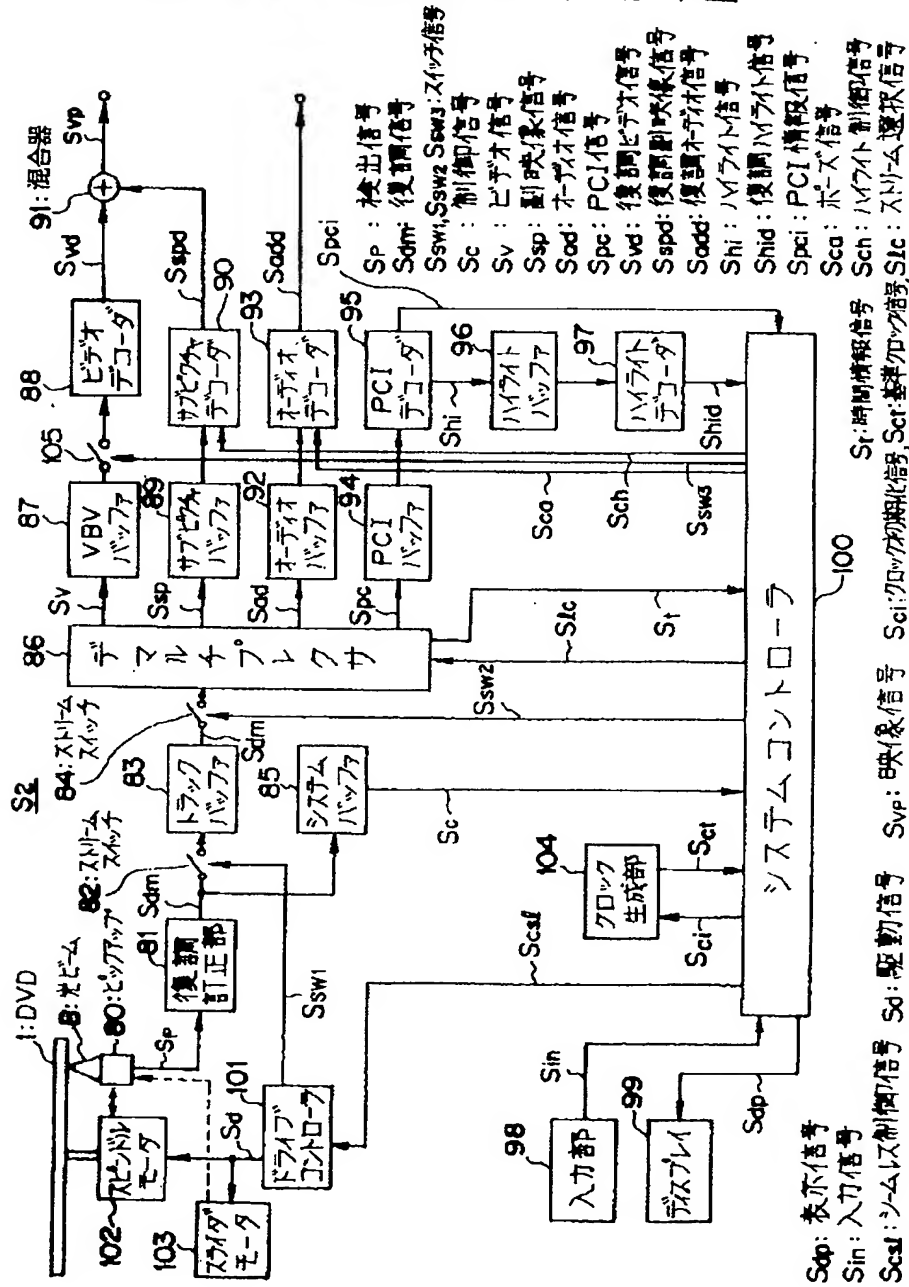 S2
1:DVD
8:光ビーム
80:ピックアップ
102
スピンドル
モータ
103
スライダ
モータ
101
ドライブ
コントローラ
Sd
SP
81
復調
訂正部
Sdm
82:ストリーム
スイッチ
83
トラック
バッファ
84:ストリーム
スイッチ
Sdm
85
システム
バッファ
Ssw1
Sc
Ssw2
86
デマルチプレクサ
Sv
87
VBV
バッファ
105
88
ビデオ
デコーダ
Svd
91:混合器
Svp
Ssp
89
サブピクチャ
バッファ
サブピクチャ
デコーダ
90
Sspd
Sad
92
オーディオ
バッファ
オーディオ
デコーダ
93
Sadd
Spc
94
PCI
バッファ
PCI
デコーダ
95
Spci
Shi
96
ハイライト
バッファ
97
ハイライト
デコーダ
Shid
Sca
Sch
Ssw3
Slc
St
104
クロック
生成部
Sct
Sci
Scsl
98
入力部
Sin
99
ディスプレイ
Sdp
システムコントローラ
100
SP : 検出信号
Sdm: 復調信号
Ssw1,Ssw2 Ssw3:スイッチ信号
Sc : 制御信号
Sv : ビデオ信号
Ssp: 副映像信号
Sad: オーディオ信号
Spc: PCI信号
Svd: 復調ビデオ信号
Sspd: 復調副映像信号
Sadd: 復調オーディオ信号
Shi : ハイライト信号
Shid: 復調ハイライト信号
Spci: PCI情報信号
Sca: ポーズ信号
Sch: ハイライト制御信号
St:時間情報信号
Sdp: 表示信号
Sin: 入力信号
Scsl: シームレス制御信号 Sd:駆動信号 Svp: 映像信号 Sci:クロック初期化信号,Sct:基準クロック信号,Slc: ストリーム選択信号